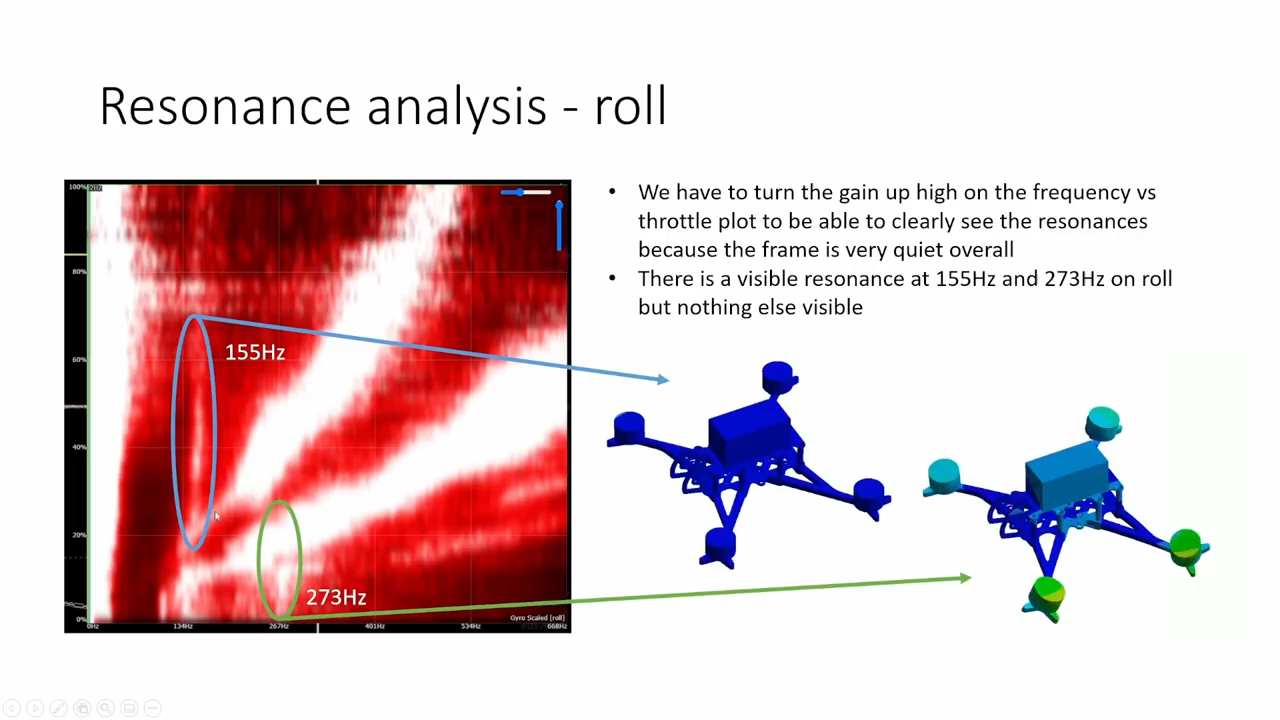 Resonance analysis - roll
100%
80%
60%
40%
20%
0%
0Hz
134Hz
267Hz
401Hz
534Hz
668Hz
Gyro Scaled [roll]
155Hz
273Hz
• We have to turn the gain up high on the frequency vs
throttle plot to be able to clearly see the resonances
because the frame is very quiet overall
• There is a visible resonance at 155Hz and 273Hz on roll
but nothing else visible